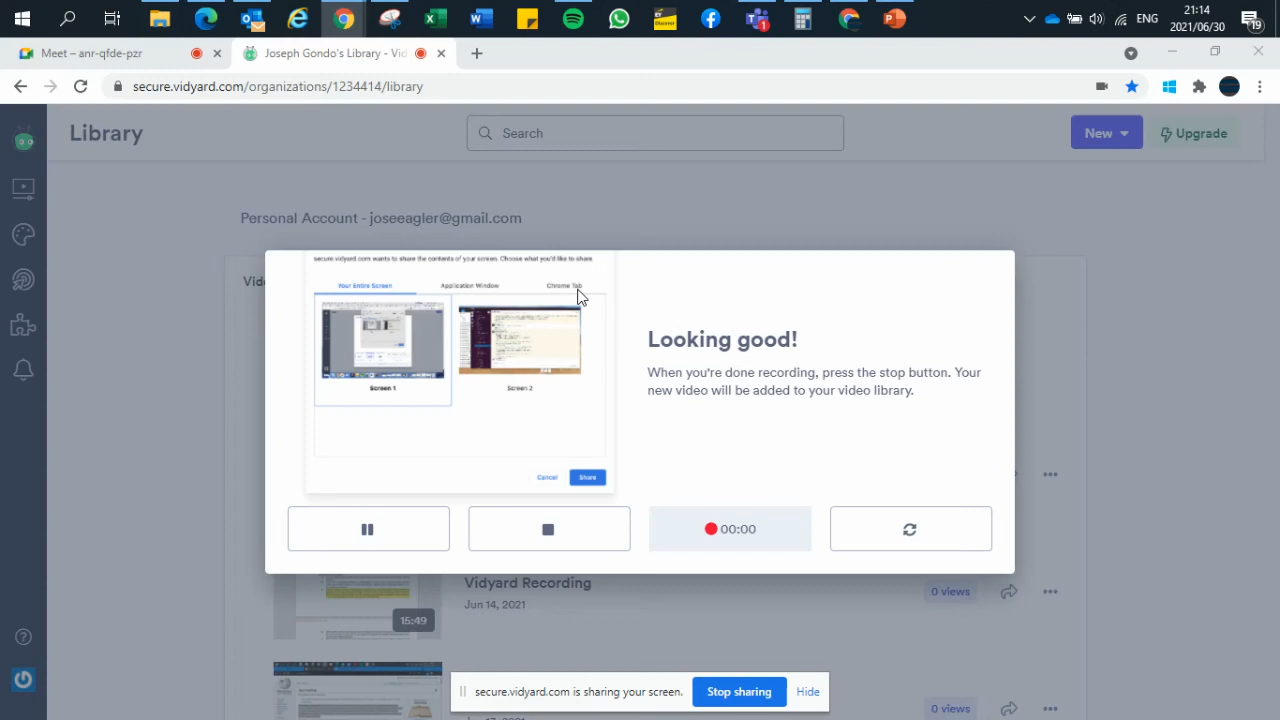 ENG
21:14
2021/06/30
19
Discover
1
Meet – anr-qfde-pzr
Joseph Gondo's Library - Vid
secure.vidyard.com/organizations/1234414/library
Library
Search
New
Upgrade
Personal Account - joseeagler@gmail.com
secure.vidyard.com wants to share the contents of your screen. Choose what you'd like to share.
Your Entire Screen
Application Window
Chrome Tab
Screen 1
Screen 2
Cancel
Share
Looking good!
When you're done recording, press the stop button. Your
new video will be added to your video library.
00:00
Vidyard Recording
Jun 14, 2021
0 views
15:49
secure.vidyard.com is sharing your screen.
Stop sharing
Hide
0 views